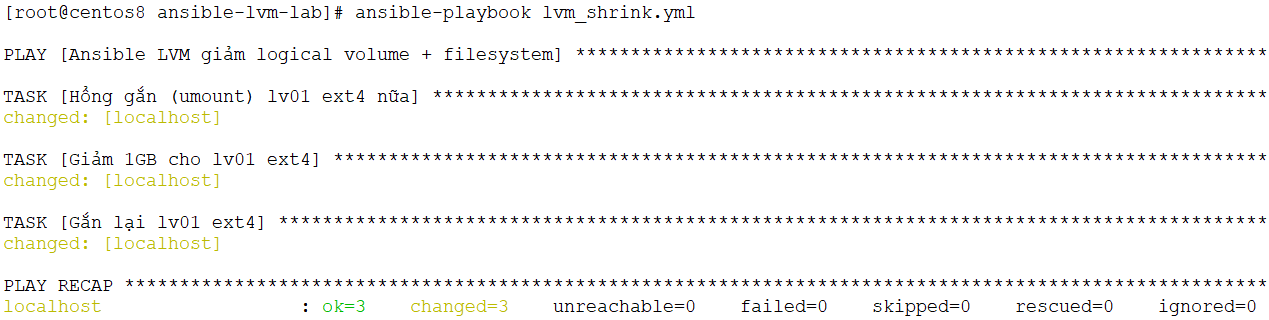 [root@centos8 ansible-lvm-lab]# ansible-playbook lvm_shrink.yml
PLAY [Ansible LVM giảm logical volume + filesystem] ***************************************************************
TASK [Hổng gắn (umount) lv01 ext4 nữa] ****************************************************************************
changed: [localhost]
TASK [Giảm 1GB cho lv01 ext4] *************************************************************************************
changed: [localhost]
TASK [Gắn lại lv01 ext4] ******************************************************************************************
changed: [localhost]
PLAY RECAP ********************************************************************************************************
localhost                  : ok=3    changed=3    unreachable=0    failed=0    skipped=0    rescued=0    ignored=0